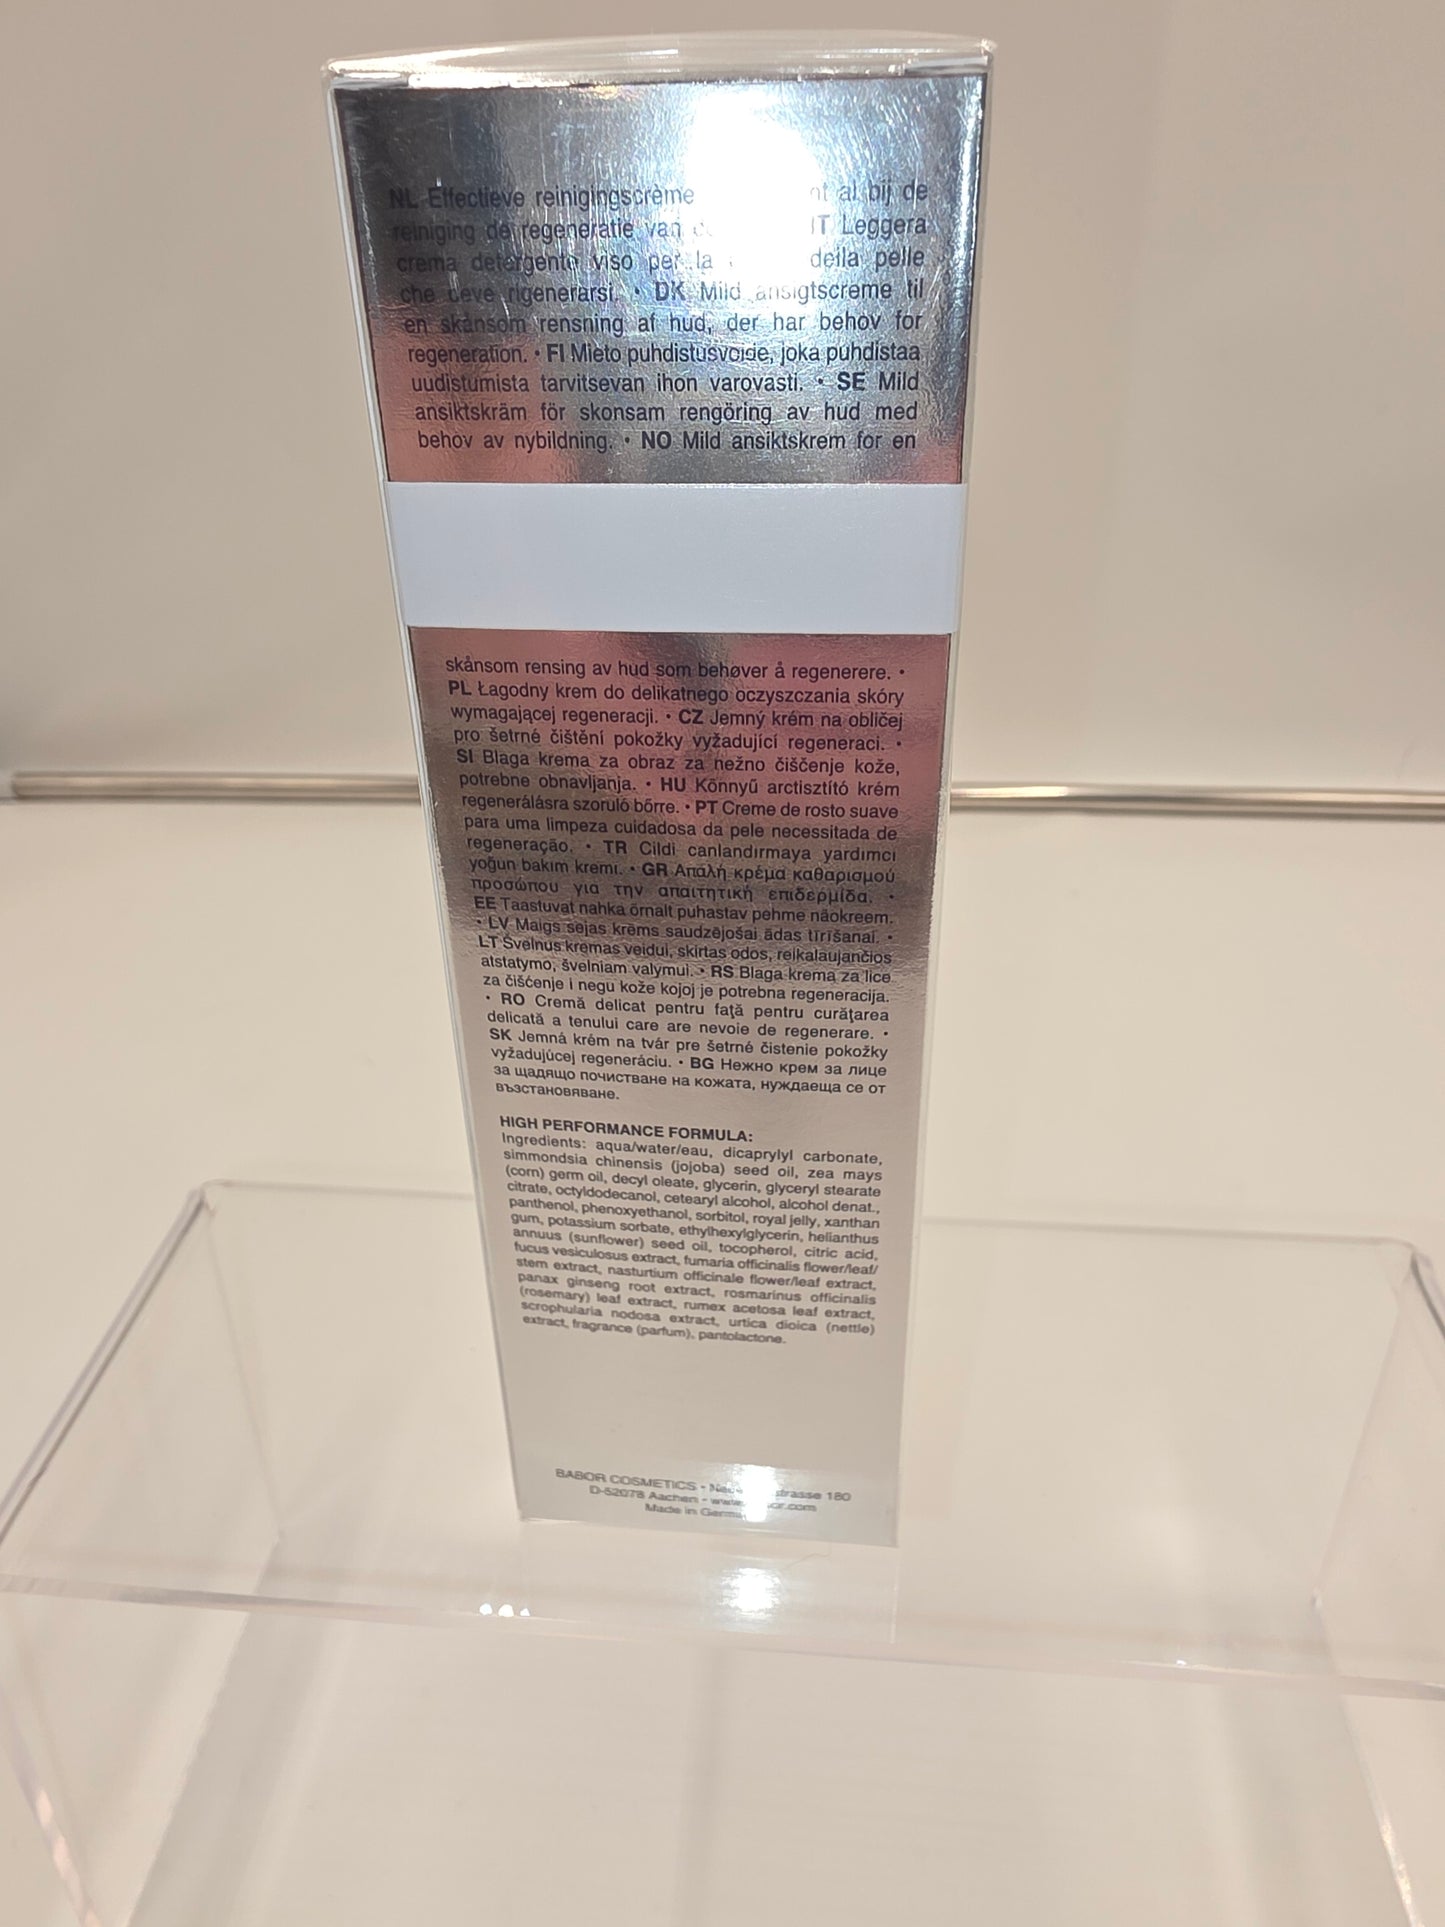 NL Effectieve reinigingscrème al bij de
reiniging de regeneratie van IT Leggera
crema detergente viso per la della pelle
che deve rigenerarsi. • DK Mild ansigtscreme til
en skånsom rensning af hud, der har behov for
regeneration. • FI Mieto puhdistusvoide, joka puhdistaa
uudistumista tarvitsevan ihon varovasti. • SE Mild
ansiktskräm för skonsam rengöring av hud med
behov av nybildning. • NO Mild ansiktskrem for en
skånsom rensing av hud som behøver å regenerere. •
PL Łagodny krem do delikatnego oczyszczania skóry
wymagającej regeneracji. • CZ Jemný krém na obličej
pro šetrné čištění pokožky vyžadující regeneraci. •
SI Blaga krema za obraz za nežno čiščenje kože,
potrebne obnavljanja. • HU Könnyű arctisztító krém
regenerálásra szoruló bőrre. • PT Creme de rosto suave
para uma limpeza cuidadosa da pele necessitada de
regeneração. • TR Cildi canlandırmaya yardımcı
yoğun bakım kremi. • GR Απαλή κρέμα καθαρισμού
προσώπου για την απαιτητική επιδερμίδα. •
EE Taastuvat nahka õrnalt puhastav pehme näokreem.
• LV Maigs sejas krēms saudzējošai ādas tīrīšanai. •
LT Švelnus kremas veidui, skirtas odos, reikalaujančios
atstatymo, švelniam valymui. • RS Blaga krema za lice
za čišćenje i negu kože kojoj je potrebna regeneracija.
• RO Cremă delicat pentru faţă pentru curăţarea
delicată a tenului care are nevoie de regenerare. •
SK Jemná krém na tvár pre šetrné čistenie pokožky
vyžadujúcej regeneráciu. • BG Нежно крем за лице
за щадящо почистване на кожата, нуждаеща се от
възстановяване.
HIGH PERFORMANCE FORMULA:
Ingredients: aqua/water/eau, dicaprylyl carbonate,
simmondsia chinensis (jojoba) seed oil, zea mays
(corn) germ oil, decyl oleate, glycerin, glyceryl stearate
citrate, octyldodecanol, cetearyl alcohol, alcohol denat.,
panthenol, phenoxyethanol, sorbitol, royal jelly, xanthan
gum, potassium sorbate, ethylhexylglycerin, helianthus
annuus (sunflower) seed oil, tocopherol, citric acid,
fucus vesiculosus extract, fumaria officinalis flower/leaf/
stem extract, nasturtium officinale flower/leaf extract,
panax ginseng root extract, rosmarinus officinalis
(rosemary) leaf extract, rumex acetosa leaf extract,
scrophularia nodosa extract, urtica dioica (nettle)
extract, fragrance (parfum), pantolactone.
BABOR COSMETICS • 180
D-52078 Aachen •
Made in